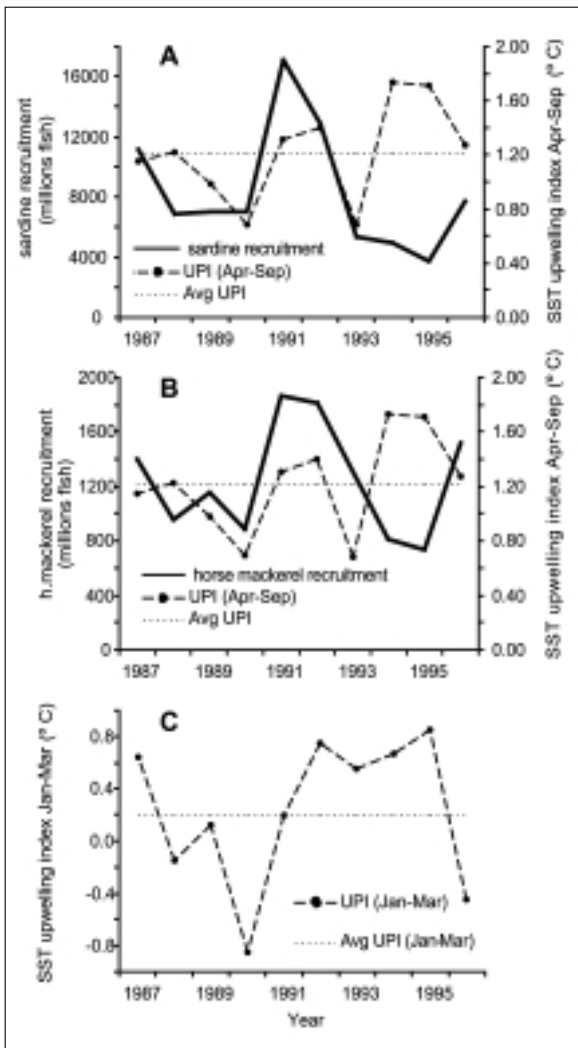 A
sardine recruitment
(millions fish)
16000
12000
8000
4000
0
2.00
1.60
1.20
0.80
0.40
0.00
SST upwelling index Apr-Sep (° C)
sardine recruitment
UPI (Apr-Sep)
Avg UPI
1987
1989
1991
1993
1995
B
h.mackerel recruitment
(millions fish)
2000
1600
1200
800
400
0
2.00
1.60
1.20
0.80
0.40
0.00
SST upwelling index Apr-Sep (° C)
horse mackerel recruitment
UPI (Apr-Sep)
Avg UPI
1987
1989
1991
1993
1995
C
SST upwelling index Jan-Mar (° C)
0.8
0.4
0.0
-0.4
-0.8
UPI (Jan-Mar)
Avg UPI (Jan-Mar)
1987
1989
1991
1993
1995
Year